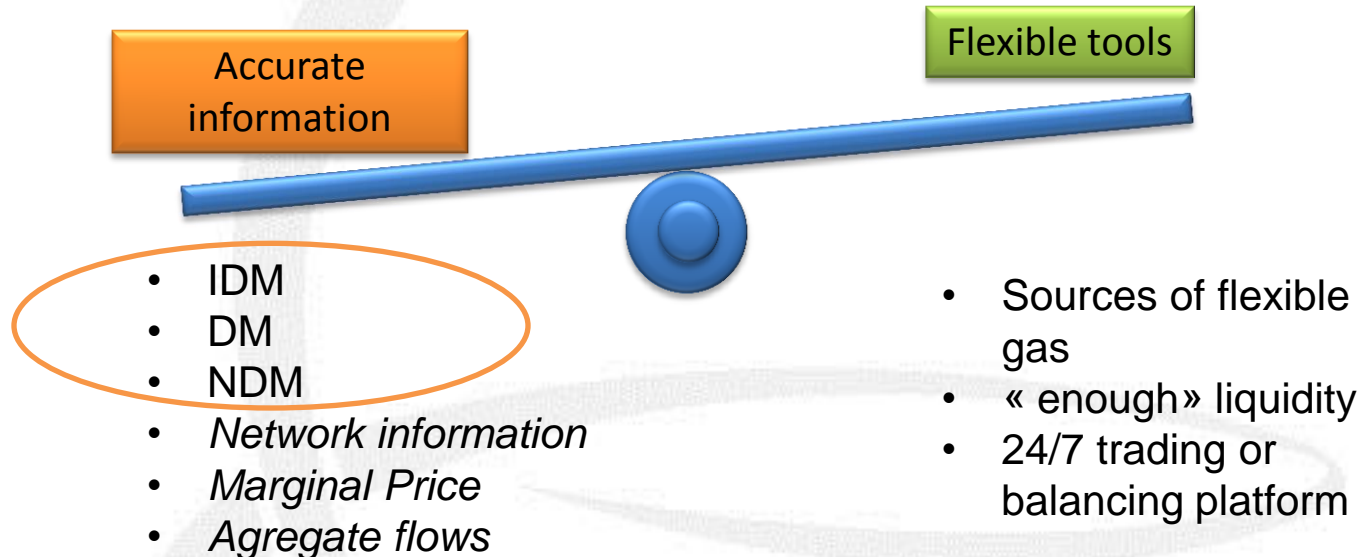 Accurate
information
Flexible tools
• IDM
• DM
• NDM
• Network information
• Marginal Price
• Agregate flows
• Sources of flexible
gas
• « enough» liquidity
• 24/7 trading or
balancing platform